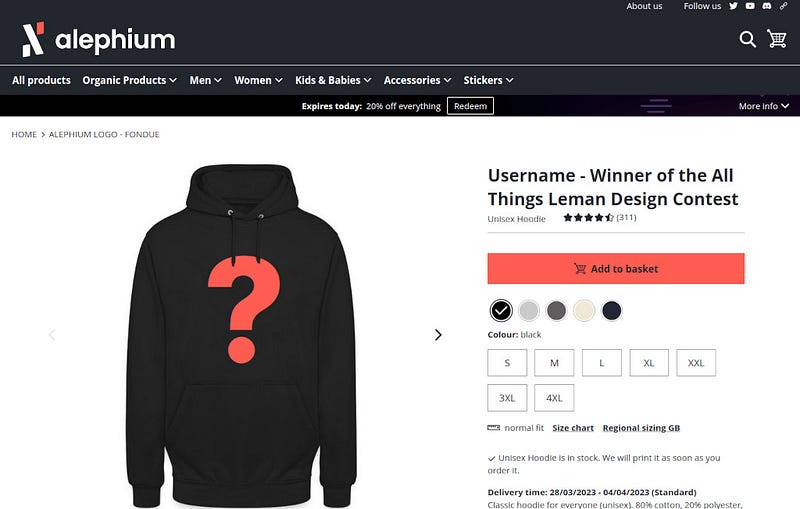 About us Follow us
alephium
All products Organic Products Men Women Kids & Babies Accessories Stickers
Expires today: 20% off everything Redeem More info
HOME > ALEPHIUM LOGO - FONDUE
Username - Winner of the All
Things Leman Design Contest
Unisex Hoodie (311)
Add to basket
?
Colour: black
S M L XL XXL
3XL 4XL
normal fit Size chart Regional sizing GB
Unisex Hoodie is in stock. We will print it as soon as you
order it.
Delivery time: 28/03/2023 - 04/04/2023 (Standard)
Classic hoodie for everyone (unisex). 80% cotton, 20% polyester,